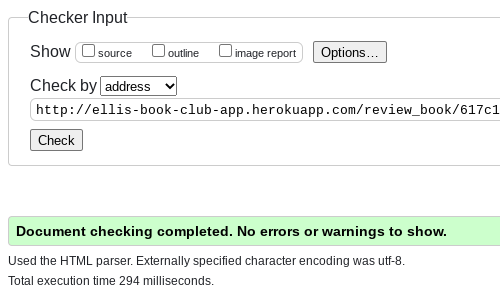 Checker Input
Show source outline image report Options...
Check by address
http://ellis-book-club-app.herokuapp.com/review_book/617c1
Check
Document checking completed. No errors or warnings to show.
Used the HTML parser. Externally specified character encoding was utf-8.
Total execution time 294 milliseconds.